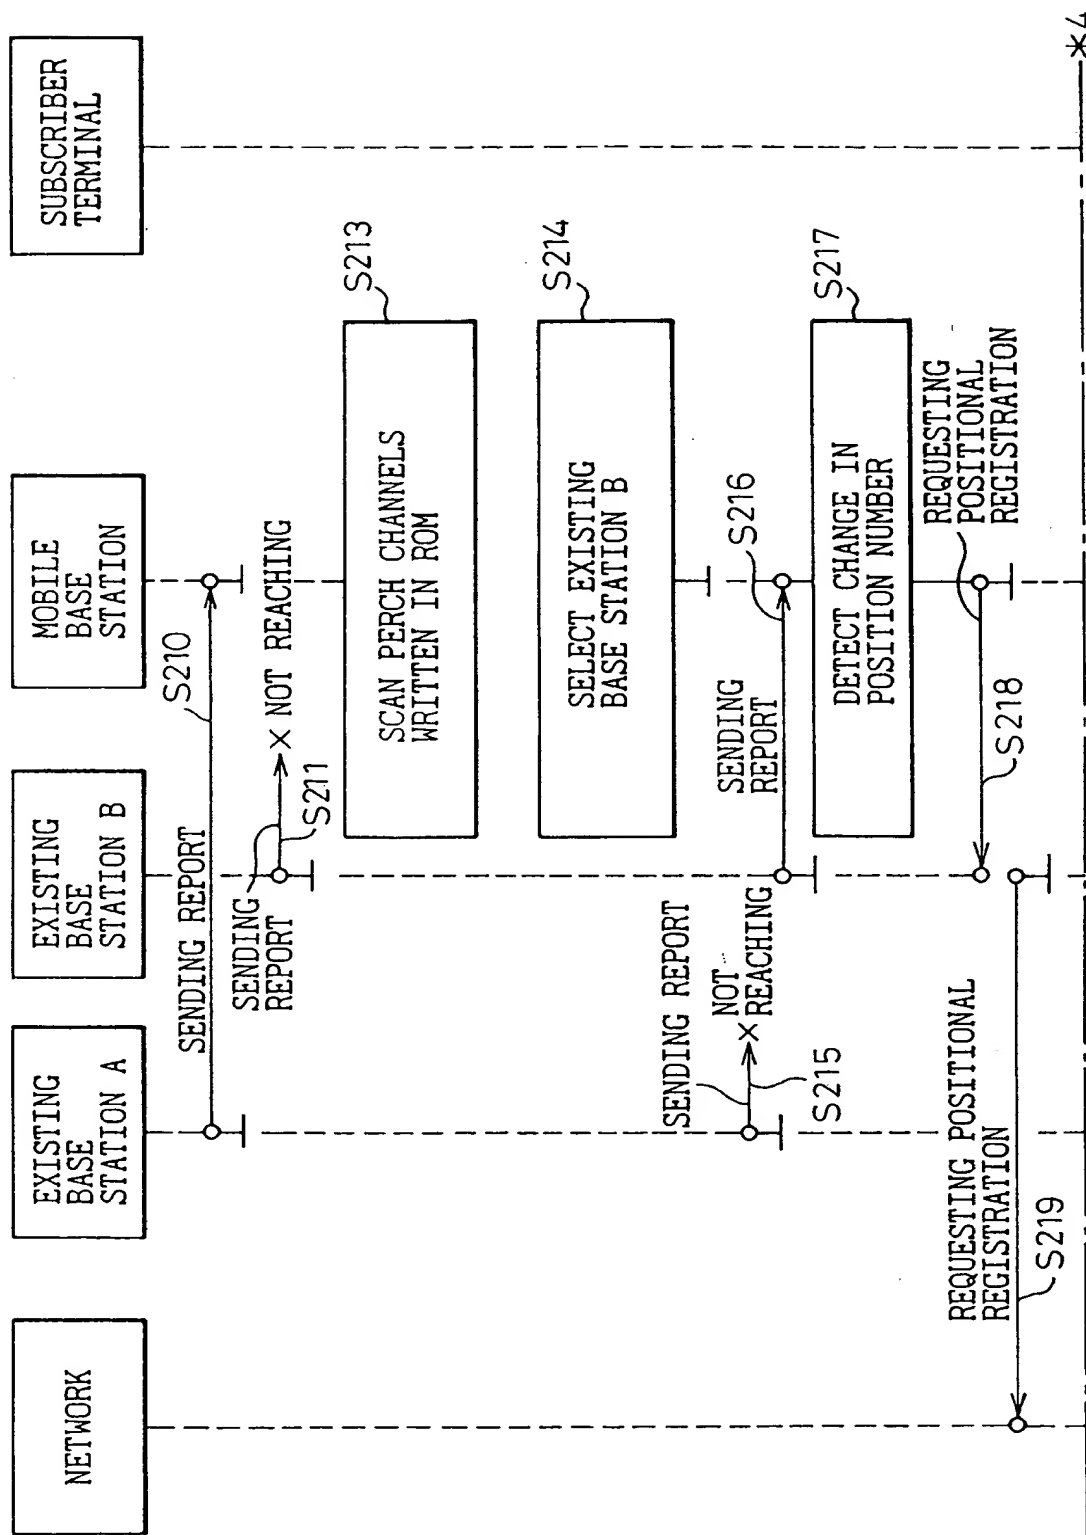 NETWORK
EXISTING
BASE
STATION A
EXISTING
BASE
STATION B
MOBILE
BASE
STATION
SUBSCRIBER
TERMINAL
SENDING REPORT
S210
SENDING
REPORT
S211
× NOT REACHING
SCAN PERCH CHANNELS
WRITTEN IN ROM
S213
SELECT EXISTING
BASE STATION B
S214
SENDING REPORT
S215
× NOT
REACHING
SENDING
REPORT
S216
DETECT CHANGE IN
POSITION NUMBER
S217
REQUESTING
POSITIONAL
REGISTRATION
S218
REQUESTING POSITIONAL
REGISTRATION
S219
*4